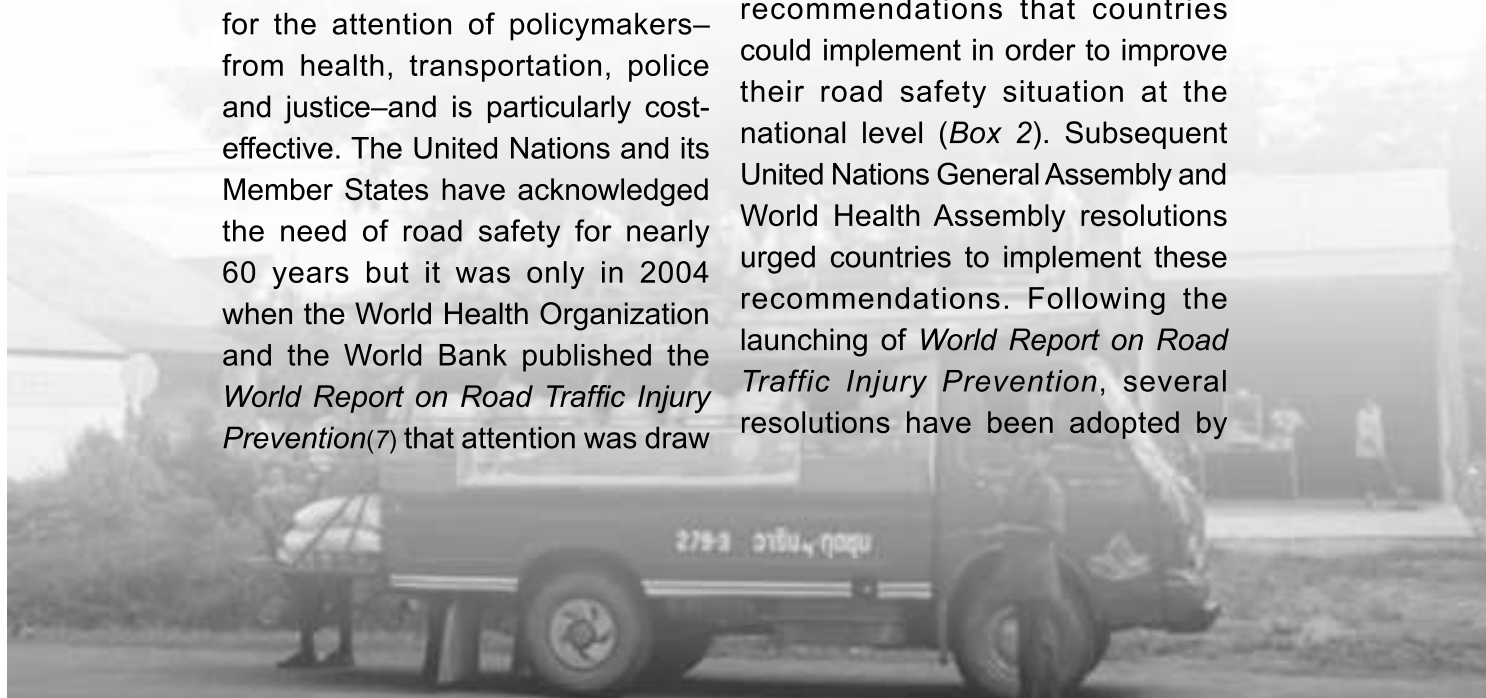 for the attention of policymakers–
from health, transportation, police
and justice–and is particularly cost-
effective. The United Nations and its
Member States have acknowledged
the need of road safety for nearly
60 years but it was only in 2004
when the World Health Organization
and the World Bank published the
World Report on Road Traffic Injury
Prevention(7) that attention was draw
recommendations that countries
could implement in order to improve
their road safety situation at the
national level (Box 2). Subsequent
United Nations General Assembly and
World Health Assembly resolutions
urged countries to implement these
recommendations. Following the
launching of World Report on Road
Traffic Injury Prevention, several
resolutions have been adopted by
279-3